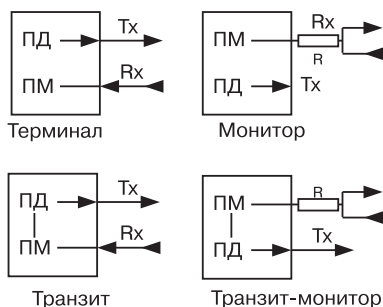 ПД Tx
ПМ Rx
Терминал
ПМ Rx
R
ПД Tx
Монитор
ПД Tx
ПМ Rx
Транзит
ПМ R
ПД Tx
Транзит-монитор